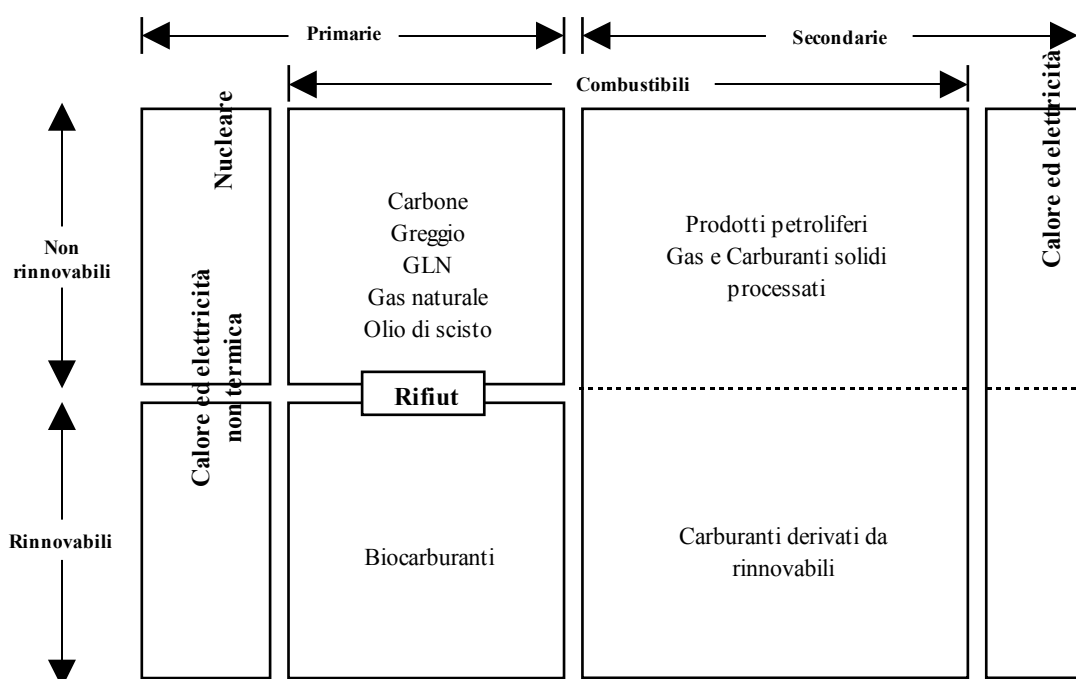 Primarie
Secondarie
Combustibili
Non
rinnovabili
Rinnovabili
Nucleare
Calore ed elettricità
non termica
Carbone
Greggio
GLN
Gas naturale
Olio di scisto
Rifiut
Biocarburanti
Prodotti petroliferi
Gas e Carburanti solidi
processati
Carburanti derivati da
rinnovabili
Calore ed elettricità